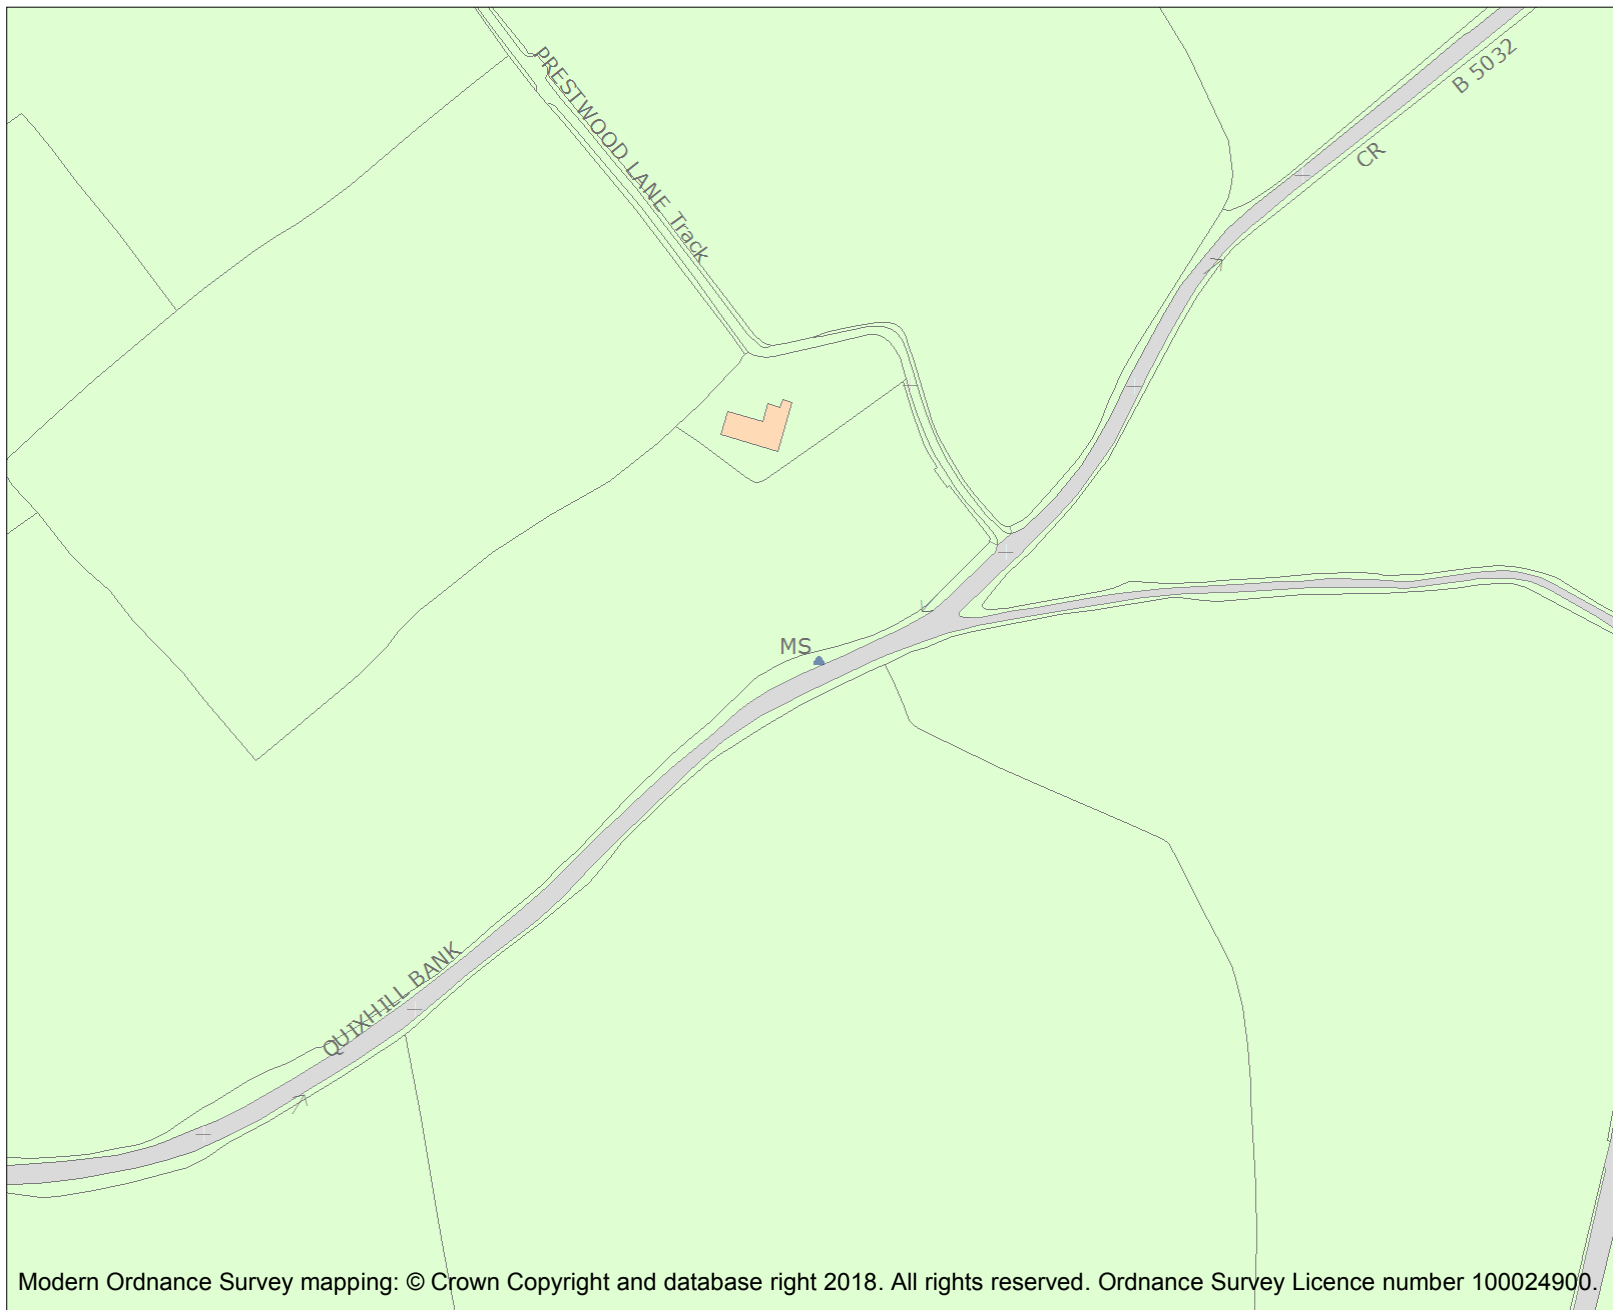 PRESTWOOD LANE Track
B 5032
CR
MS
QUIXHILL BANK
Modern Ordnance Survey mapping: © Crown Copyright and database right 2018. All rights reserved. Ordnance Survey Licence number 100024900.